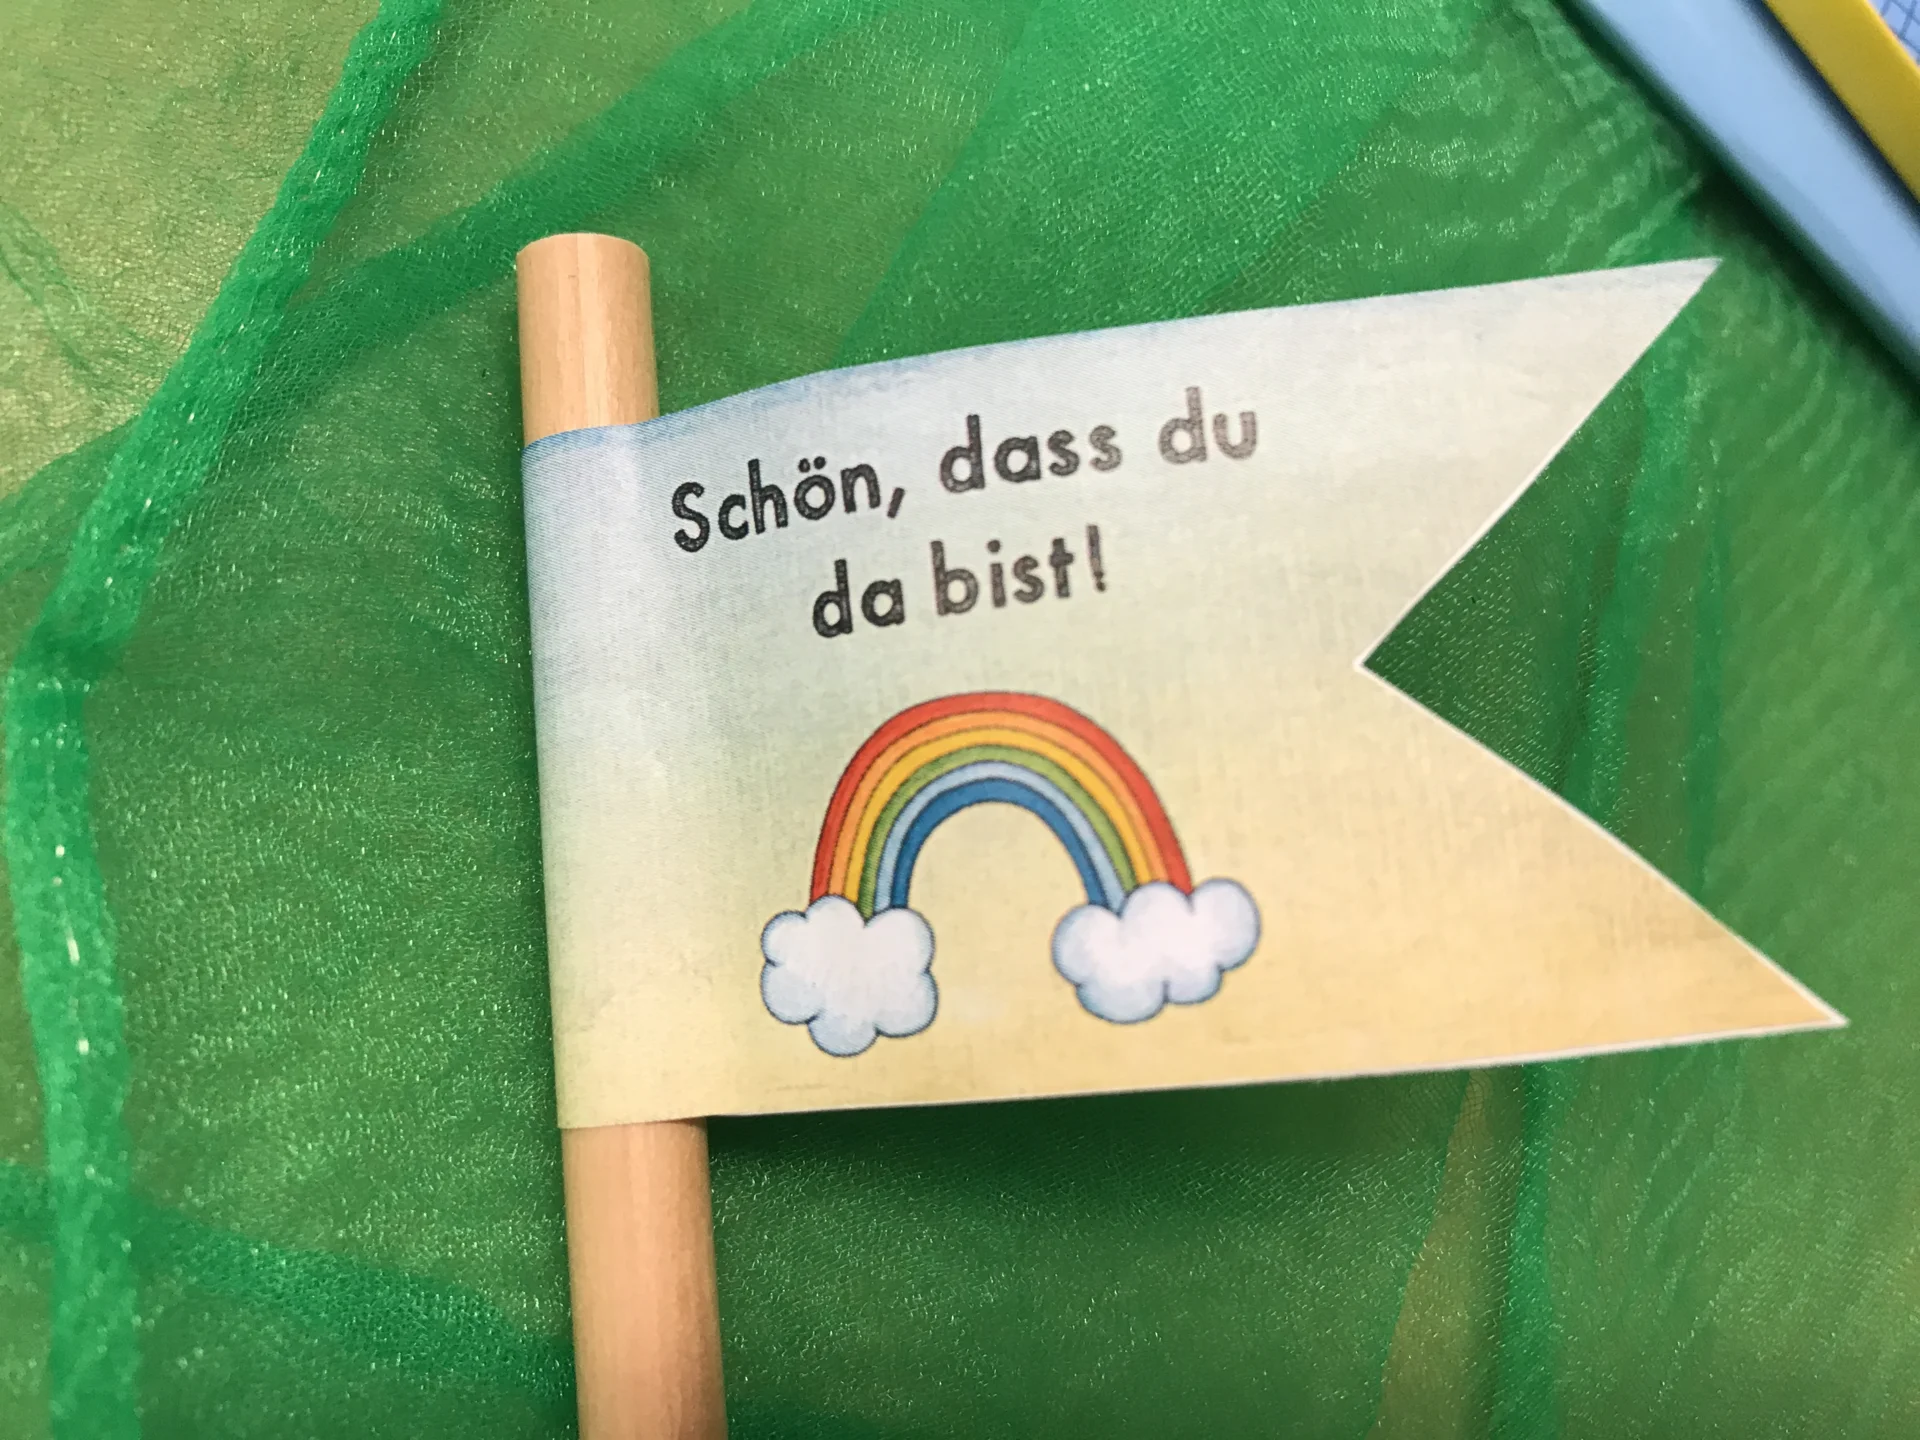 Schön, dass du
da bist!